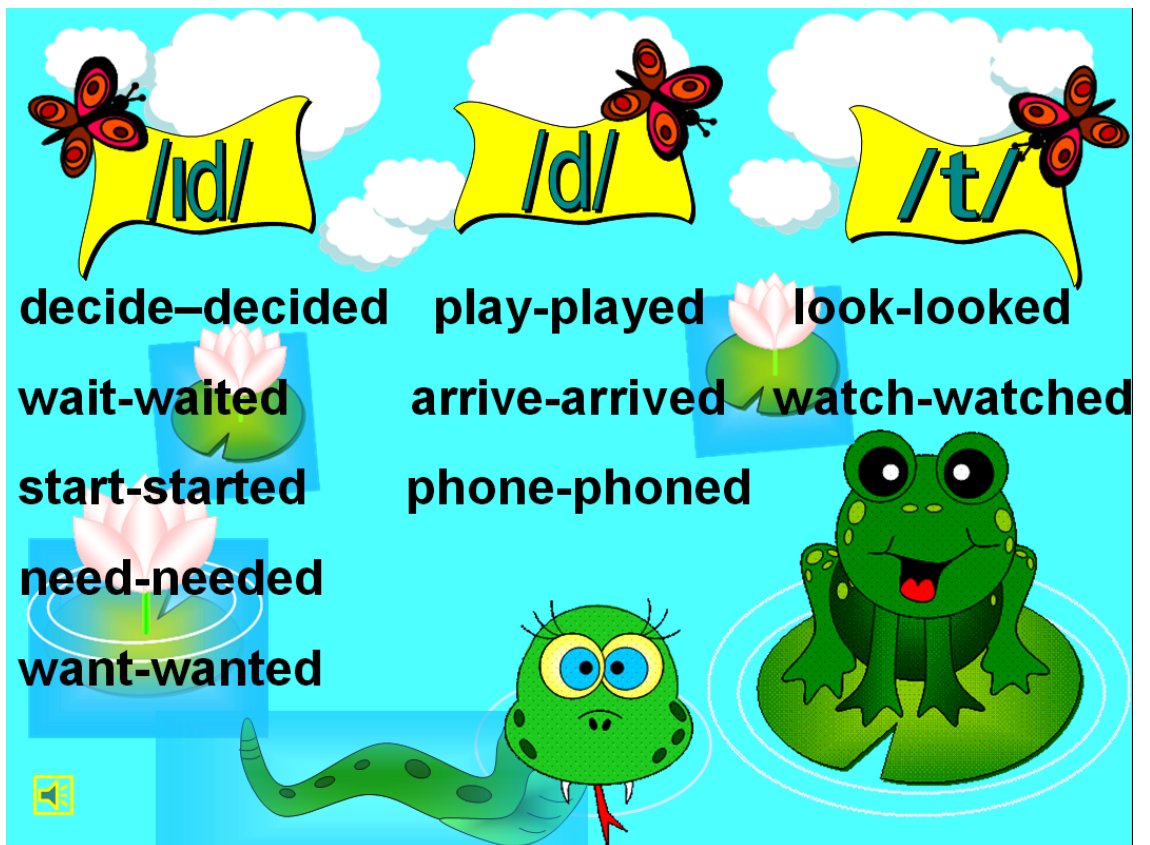 /ɪd/ /d/ /t/
decide–decided play-played look-looked
wait-waited arrive-arrived watch-watched
start-started phone-phoned
need-needed
want-wanted